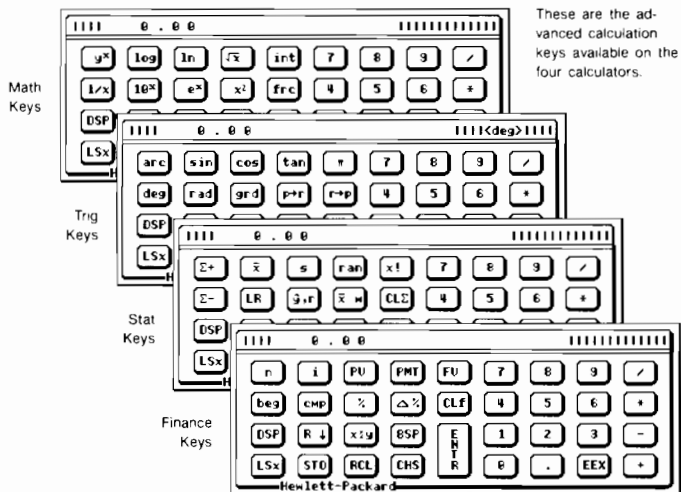 These are the ad-
vanced calculation
keys available on the
four calculators.
Math
Keys
0.00
yˣ log ln √x int 7 8 9 /
1/x 10ˣ eˣ x² frc 4 5 6 *
DSP
LSx
H
Trig
Keys
0.00 <deg>
arc sin cos tan π 7 8 9 /
deg rad grd p→r r→p 4 5 6 *
DSP
LSx
H
Stat
Keys
0.00
Σ+ x̄ s ran x! 7 8 9 /
Σ- LR ŷ,r x̄ w CLΣ 4 5 6 *
DSP
LSx
H
Finance
Keys
0.00
n i PV PMT FV 7 8 9 /
beg cmp % △% CLf 4 5 6 *
DSP R↓ x:y BSP ENTR 1 2 3 -
LSx STO RCL CHS 0 . EEX +
Hewlett-Packard